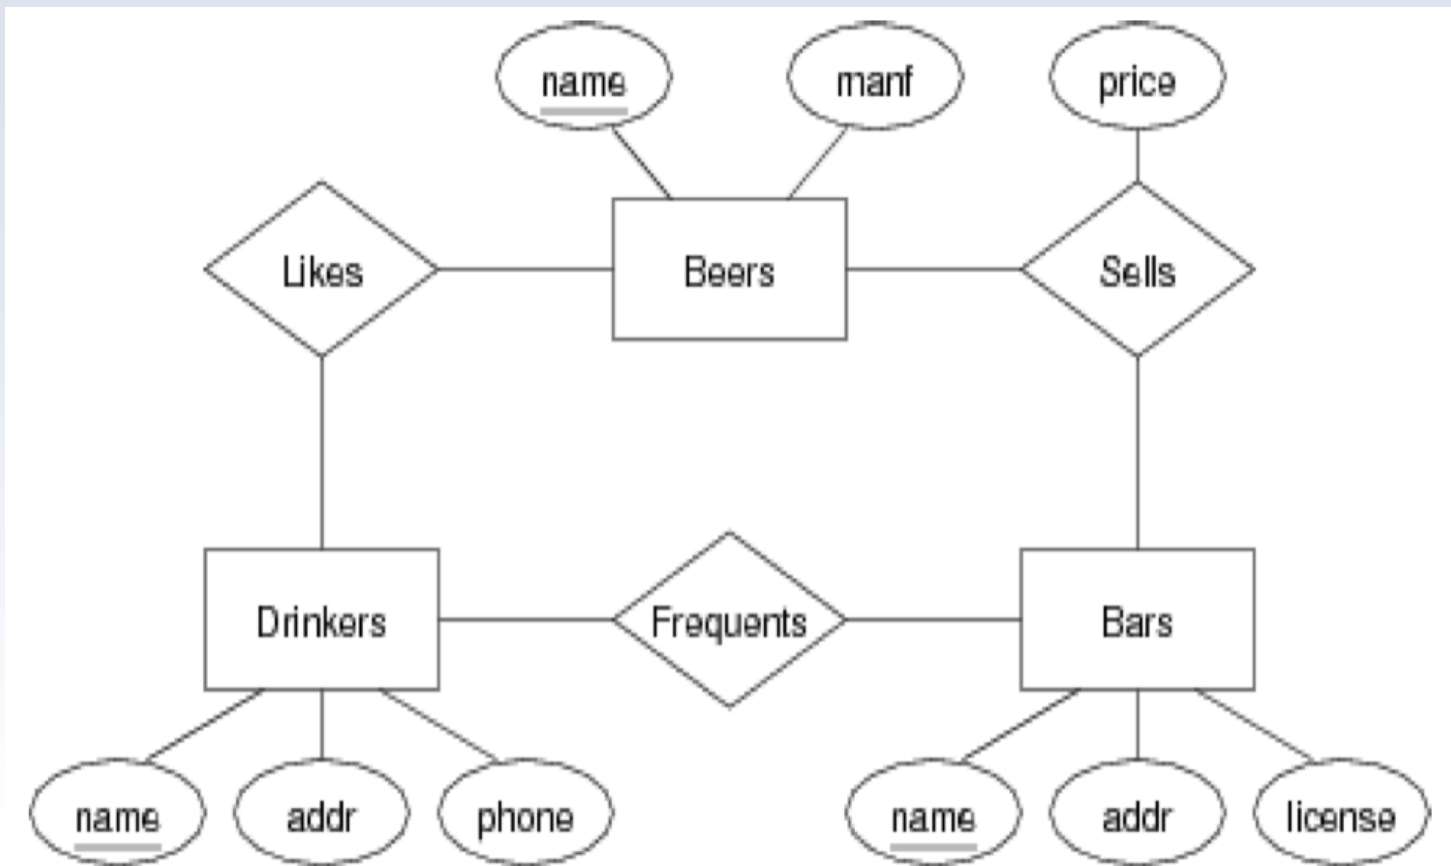 name
manf
price
Likes
Beers
Sells
Drinkers
Frequents
Bars
name
addr
phone
name
addr
license